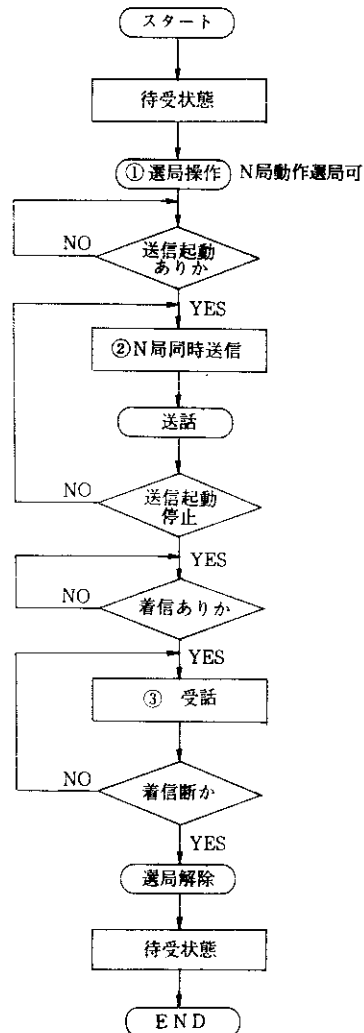 スタート
待受状態
①選局操作 N局動作選局可
NO
送信起動
ありか
YES
②N局同時送信
送話
NO
送信起動
停止
YES
NO
着信ありか
YES
③ 受話
NO
着信断か
YES
選局解除
待受状態
END